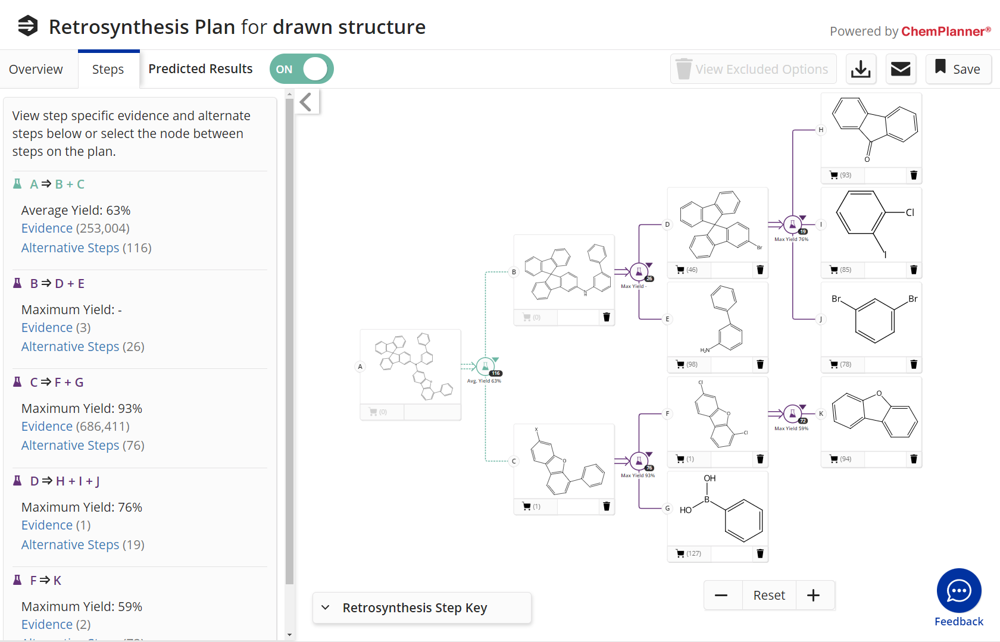 Retrosynthesis Plan for drawn structure
Powered by ChemPlanner®
Overview
Steps
Predicted Results
ON
View Excluded Options
Save
View step specific evidence and alternate
steps below or select the node between
steps on the plan.
A ⇒ B + C
Average Yield: 63%
Evidence (253,004)
Alternative Steps (116)
B ⇒ D + E
Maximum Yield: -
Evidence (3)
Alternative Steps (26)
C ⇒ F + G
Maximum Yield: 93%
Evidence (686,411)
Alternative Steps (76)
D ⇒ H + I + J
Maximum Yield: 76%
Evidence (1)
Alternative Steps (19)
F ⇒ K
Maximum Yield: 59%
Evidence (2)
A
N
O
(0)
116
Avg. Yield 63%
B
N
H
(0)
26
Max Yield -
C
X
O
(1)
76
Max Yield 93%
D
Br
(46)
19
Max Yield 76%
E
H₂N
(98)
F
Cl
O
Cl
(1)
72
Max Yield 59%
G
OH
B
HO
(127)
H
O
(93)
I
Cl
I
(85)
J
Br
Br
(78)
K
O
(94)
Retrosynthesis Step Key
Reset
Feedback